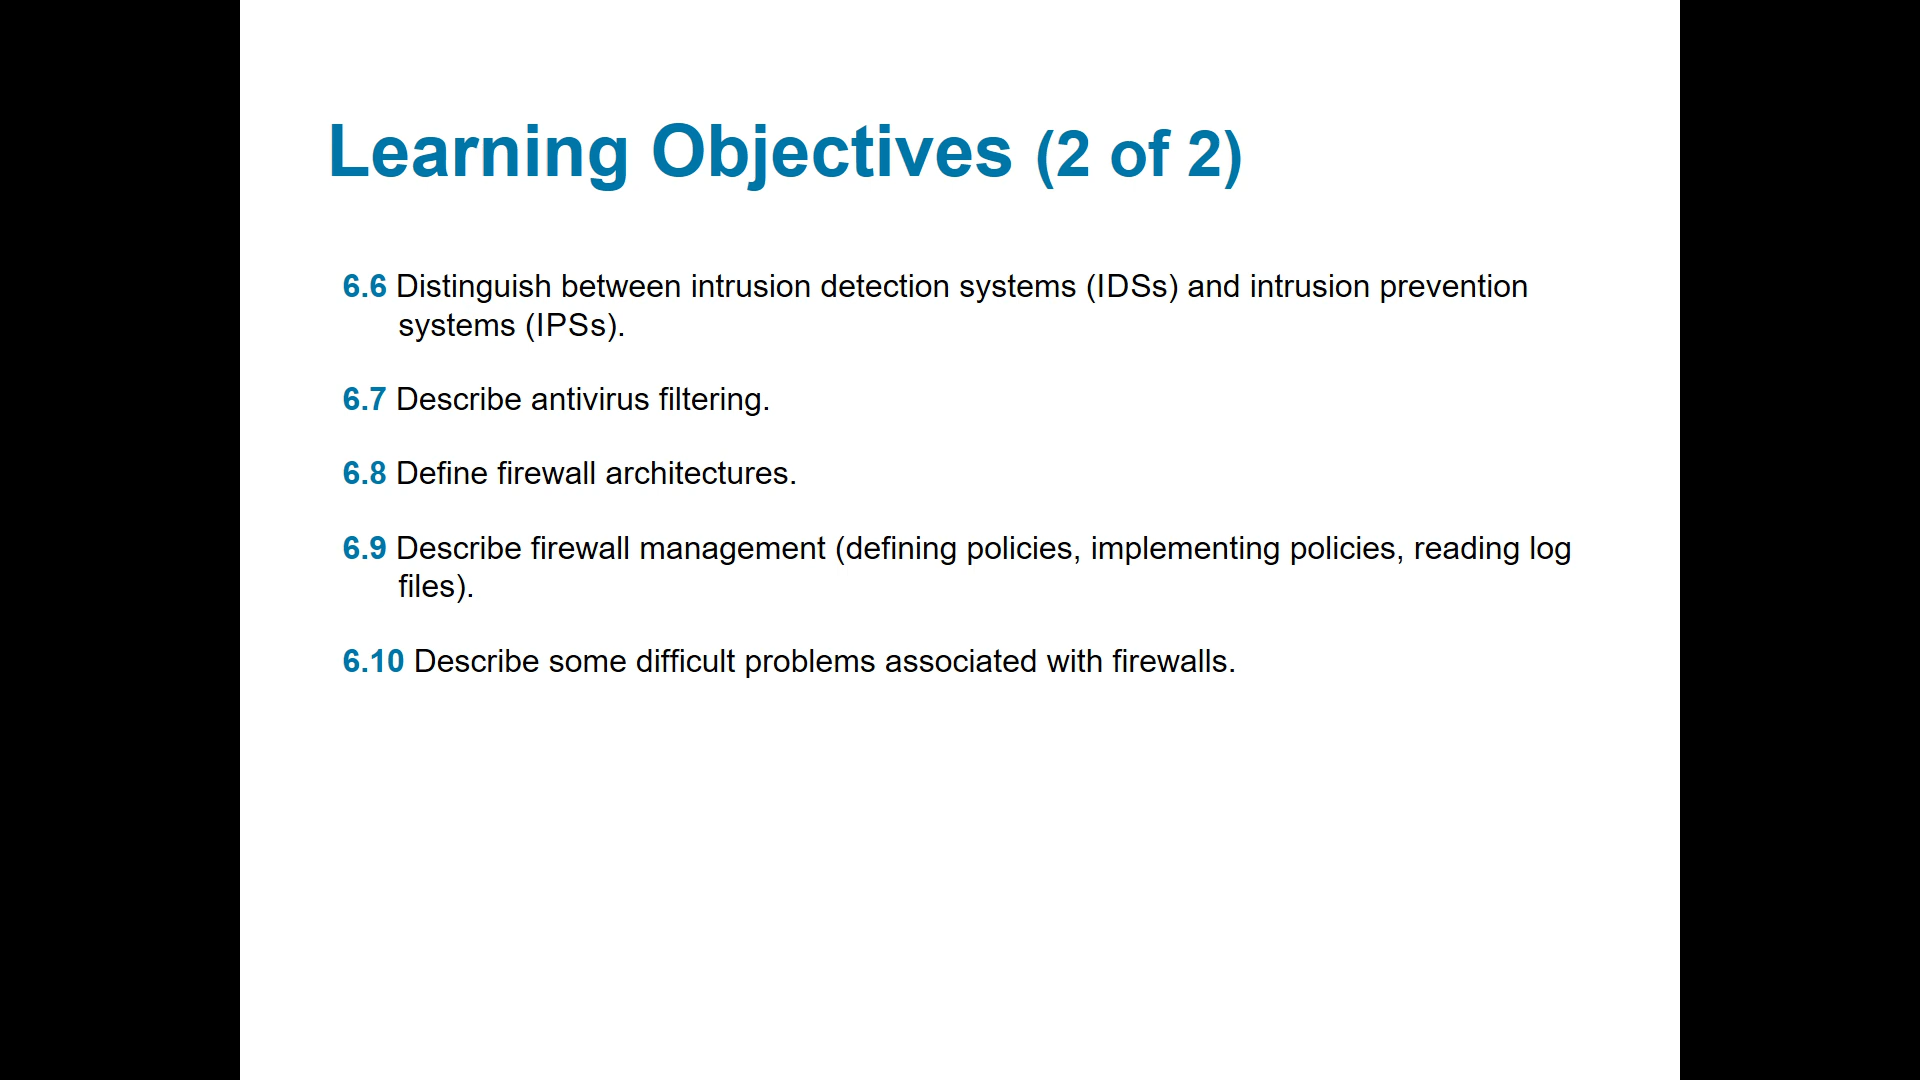 Learning Objectives (2 of 2)
6.6 Distinguish between intrusion detection systems (IDSs) and intrusion prevention
systems (IPSs).
6.7 Describe antivirus filtering.
6.8 Define firewall architectures.
6.9 Describe firewall management (defining policies, implementing policies, reading log
files).
6.10 Describe some difficult problems associated with firewalls.